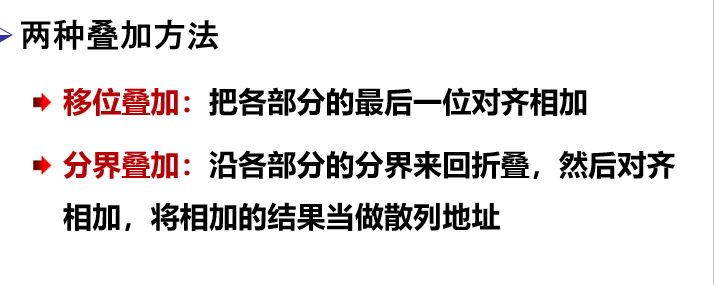 两种叠加方法
移位叠加：把各部分的最后一位对齐相加
分界叠加：沿各部分的分界来回折叠，然后对齐
相加，将相加的结果当做散列地址